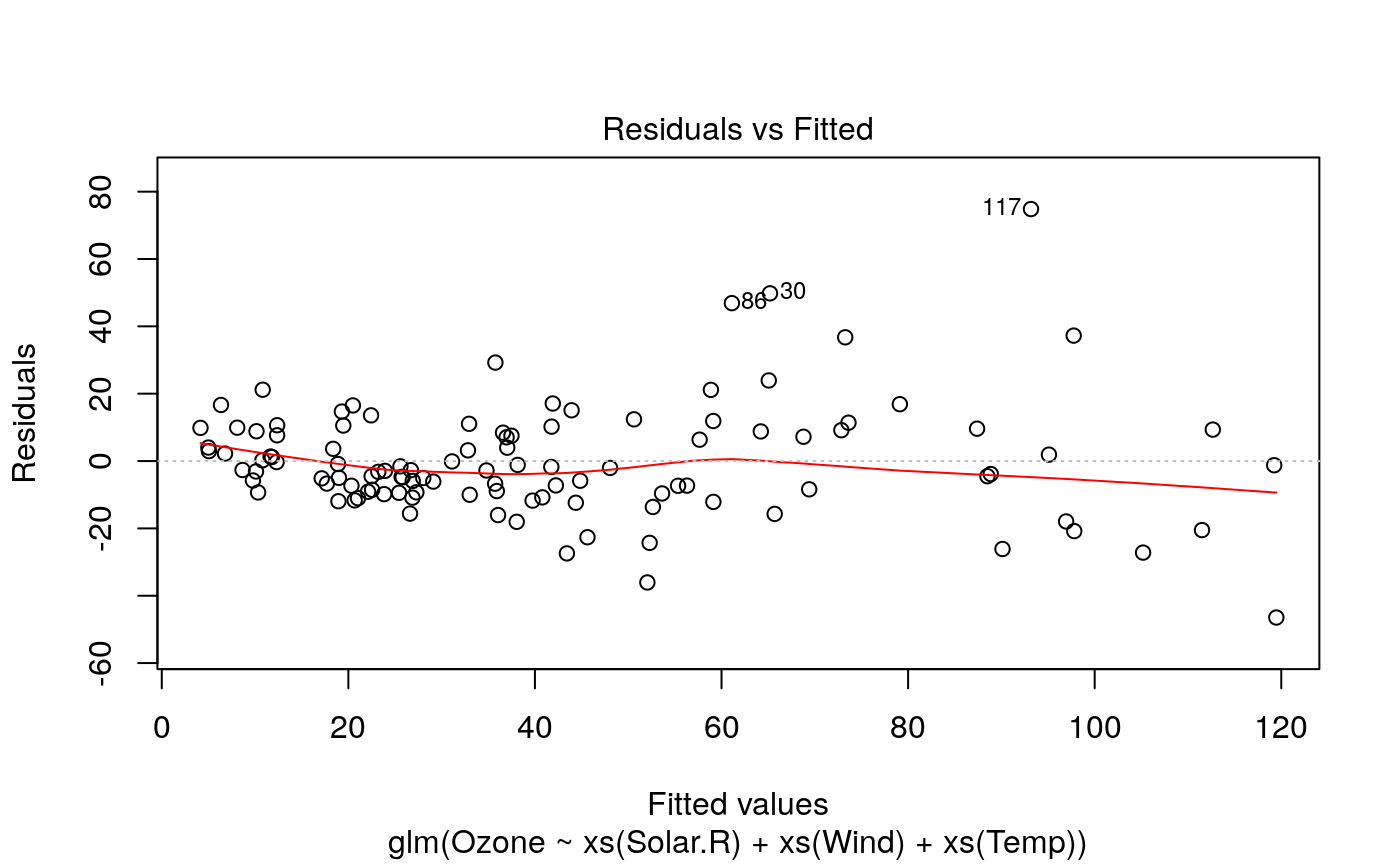 Residuals vs Fitted
Residuals
80
60
40
20
0
-20
-60
117
86
30
0 20 40 60 80 100 120
Fitted values
glm(Ozone ~ xs(Solar.R) + xs(Wind) + xs(Temp))